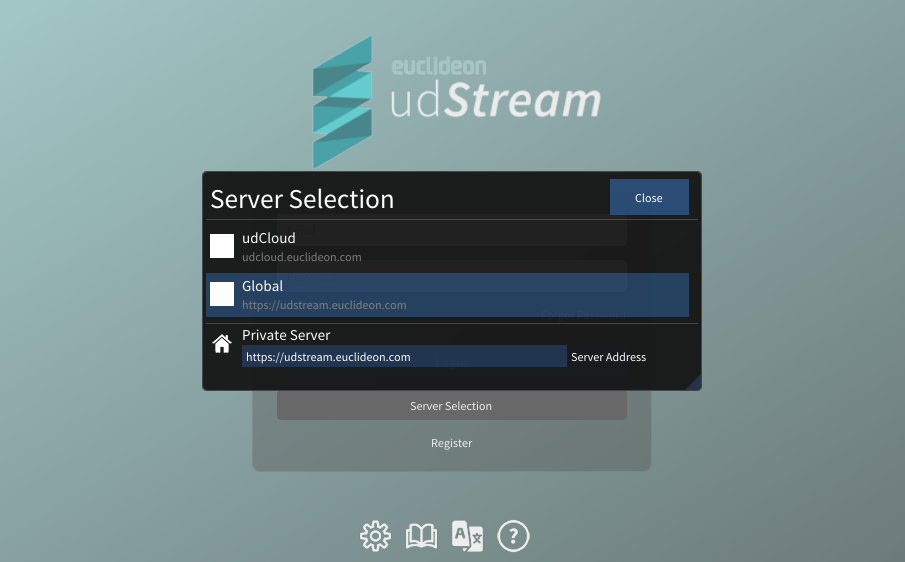 euclideon
udStream
Server Selection
Close
udCloud
udcloud.euclideon.com
Global
https://udstream.euclideon.com
Private Server
https://udstream.euclideon.com Server Address
Server Selection
Register
A
?